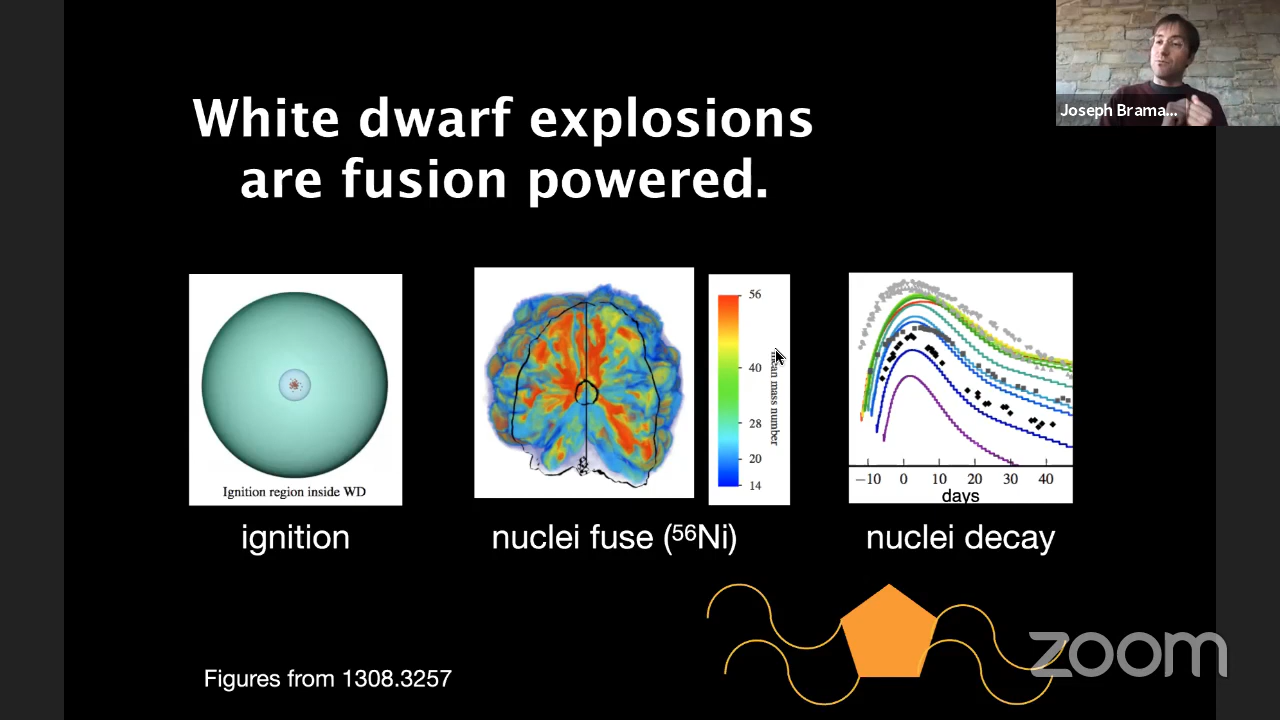 Joseph Brama...
White dwarf explosions
are fusion powered.
Ignition region inside WD
56
40
28
20
14
mean mass number
−10 0 10 20 30 40
days
ignition
nuclei fuse (⁵⁶Ni)
nuclei decay
Figures from 1308.3257
zoom